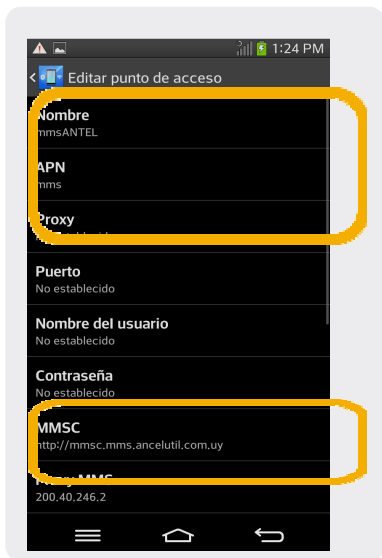 1:24 PM
Editar punto de acceso
Nombre
mmsANTEL
APN
mms
Proxy
Puerto
No establecido
Nombre del usuario
No establecido
Contraseña
No establecido
MMSC
http://mmsc.mms.ancelutil.com.uy
MMS
200.40.246.2